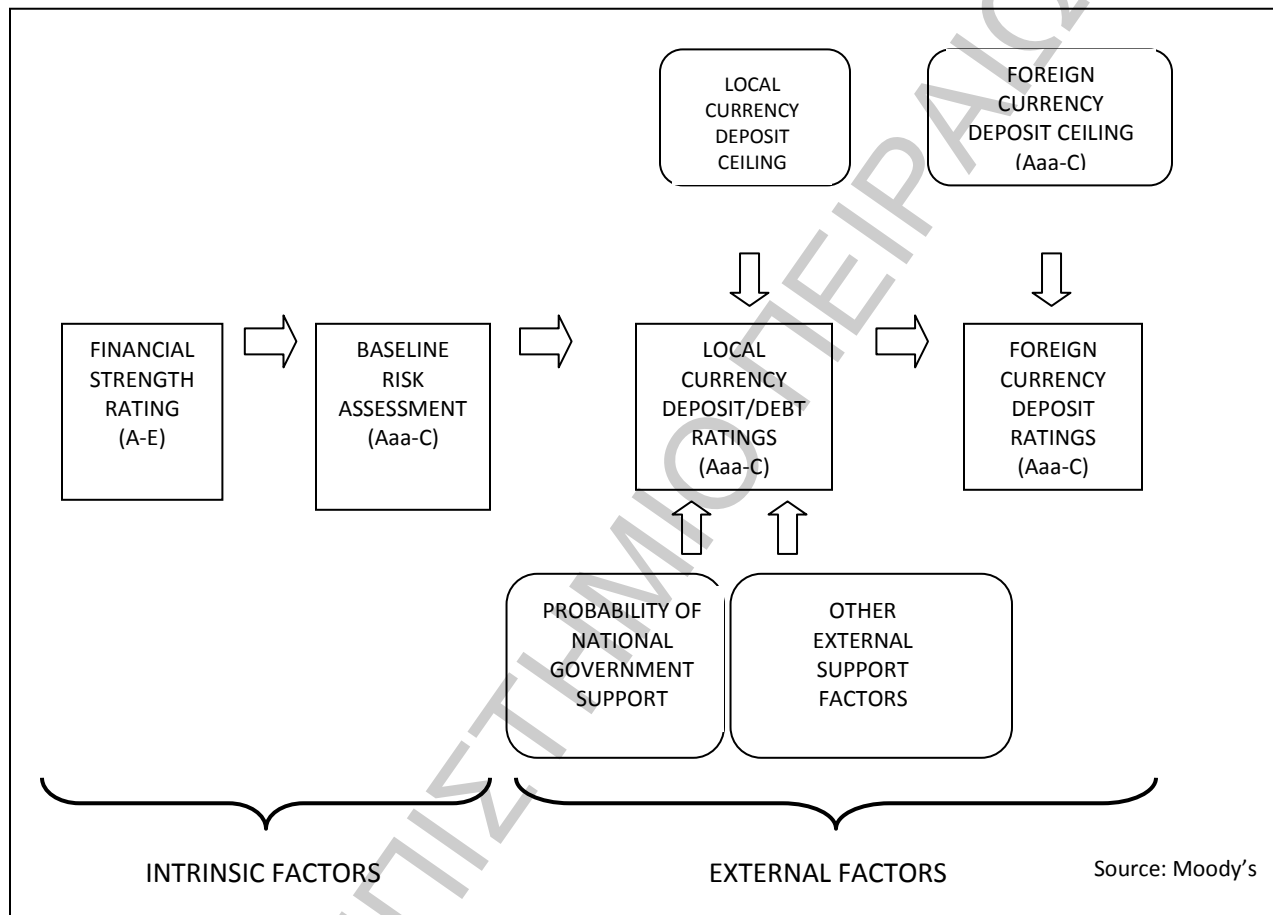 LOCAL
CURRENCY
DEPOSIT
CEILING
FOREIGN
CURRENCY
DEPOSIT CEILING
(Aaa-C)
FINANCIAL
STRENGTH
RATING
(A-E)
BASELINE
RISK
ASSESSMENT
(Aaa-C)
LOCAL
CURRENCY
DEPOSIT/DEBT
RATINGS
(Aaa-C)
FOREIGN
CURRENCY
DEPOSIT
RATINGS
(Aaa-C)
PROBABILITY OF
NATIONAL
GOVERNMENT
SUPPORT
OTHER
EXTERNAL
SUPPORT
FACTORS
INTRINSIC FACTORS
EXTERNAL FACTORS
Source: Moody’s